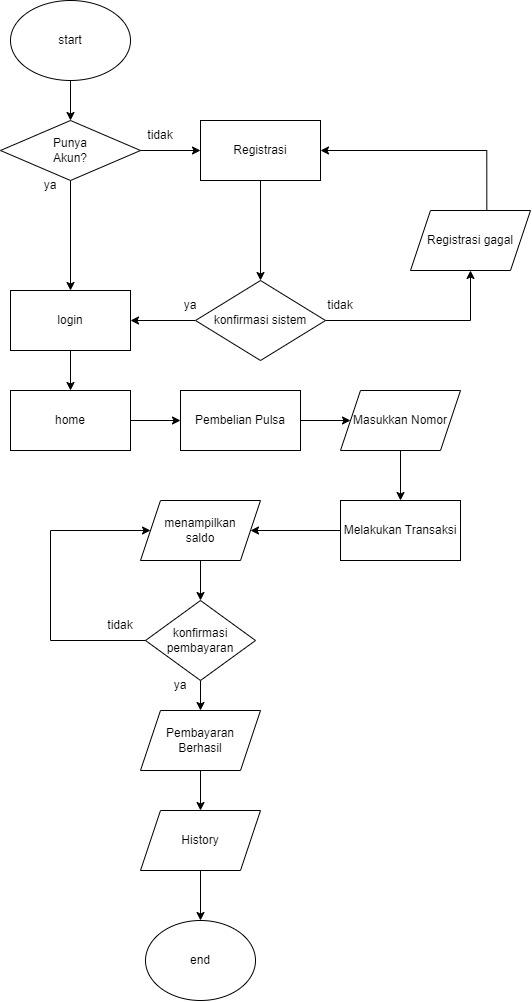 start
Punya
Akun?
tidak
Registrasi
ya
Registrasi gagal
login
ya
konfirmasi sistem
tidak
home
Pembelian Pulsa
Masukkan Nomor
menampilkan
saldo
Melakukan Transaksi
tidak
konfirmasi
pembayaran
ya
Pembayaran
Berhasil
History
end